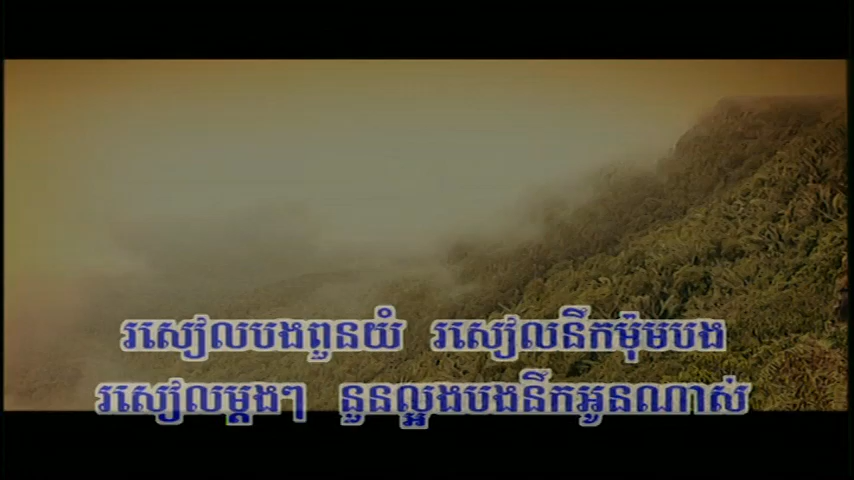 រសៀលបងពួនយំ រសៀលនឹកម៉ុមបង
រសៀលម្ដងៗ នួនល្អងបងនឹកអូនណាស់